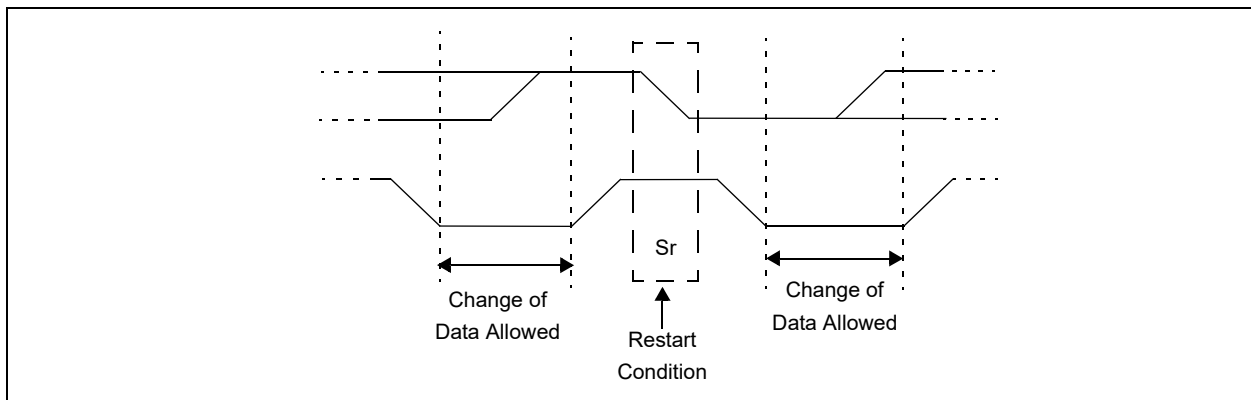 Sr
Change of
Data Allowed
Restart
Condition
Change of
Data Allowed